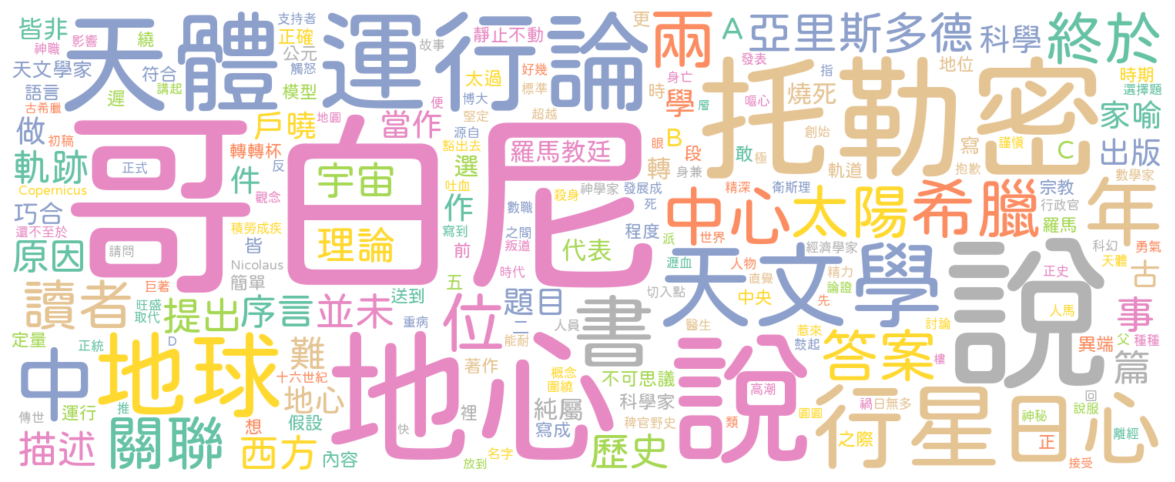 皆非 支持者 繞 更 A 亞里斯多德 科學 終於
神職 影響 正確 故事 靜止不動 兩
天文學家 符合 公元 觸怒 天體運行論 太過 好幾 發表 指 地位 時期
語言 講起 遲 模型 博大 標準 身亡 層 燒死 選擇題
古希臘 初稿 戶曉 地圓 便 堅定 超越 時 學 嘔心 托勒密 家喻
做 轉轉杯 反 當作 源自 眼 B 創始 寫 謹慎 C 出版
軌跡 正式 哥白尼 豁出去 羅馬教廷 轉 段 敢 軌道 極 抱歉 數學家
Copernicus 件 觀念 宇宙 選 吐血 神學家 發展成 身兼 精深 衛斯理 宗教 年
巧合 積勞成疾 作 殺身 死 中心 太陽 希臘 行政官 羅馬
還不至於 皆 理論 寫到 數職 之間 程度 派 世界 科幻 勇氣
原因 請問 Nicolaus 前 叛道 代表 瀝血 經濟學家 古 天體
巨著 簡單 五 時代 人物 直覺 精力 論證 正史
讀者 旺盛 取代 提出 序言 並未 送到 位 題目 切入點 中央 先 天文學 說 人馬 事
定量 正統 D 重病 二 人員 書 醫生 惹來 鼓起 討論 異端 父 種種
中 地球 難 十六世紀 著作 能耐 不可思議 樓 答案 篇
傳世 運行 推 地心 地心說 裡 概念 圍繞 科學家 高潮 圓圓 禍 日無多 回 說服 離經
描述 關聯 想 假設 快 純屬 稗官野史 類 行星 神秘 正
西方 內容 放到 名字 寫成 歷史 之際 日心 接受